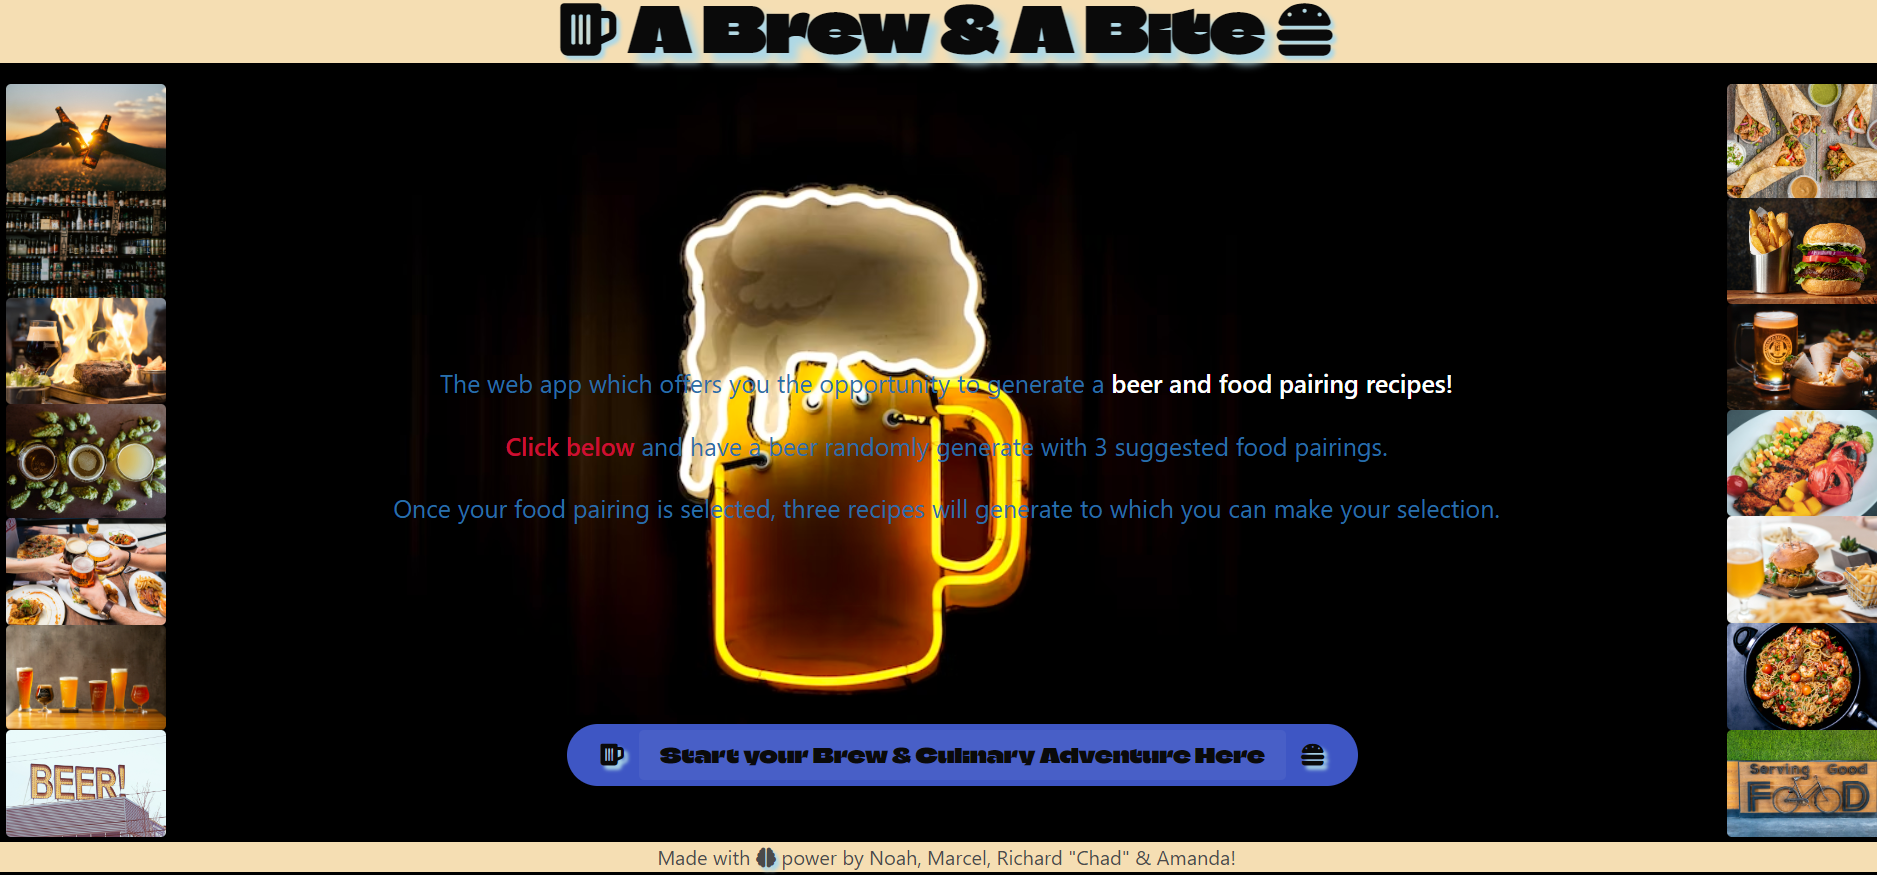 A Brew & A Bite
The web app which offers you the opportunity to generate a beer and food pairing recipes!
Click below and have a beer randomly generate with 3 suggested food pairings.
Once your food pairing is selected, three recipes will generate to which you can make your selection.
Start your Brew & Culinary Adventure Here
BEER!
Serving Good
FOOD
Made with power by Noah, Marcel, Richard "Chad" & Amanda!